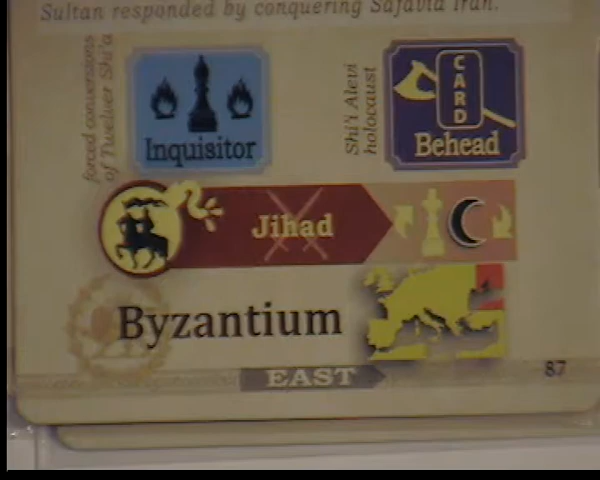 Sultan responded by conquering Safavid Iran.
forced conversions
of Twelver Shi'a
Inquisitor
Shi'i Alevi
holocaust
CARD
Behead
Jihad
Byzantium
EAST
87